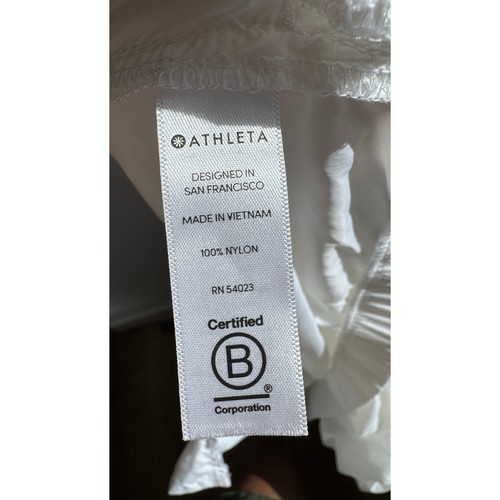 ATHLETA
DESIGNED IN
SAN FRANCISCO
MADE IN VIETNAM
100% NYLON
RN 54023
Certified
B
®
Corporation